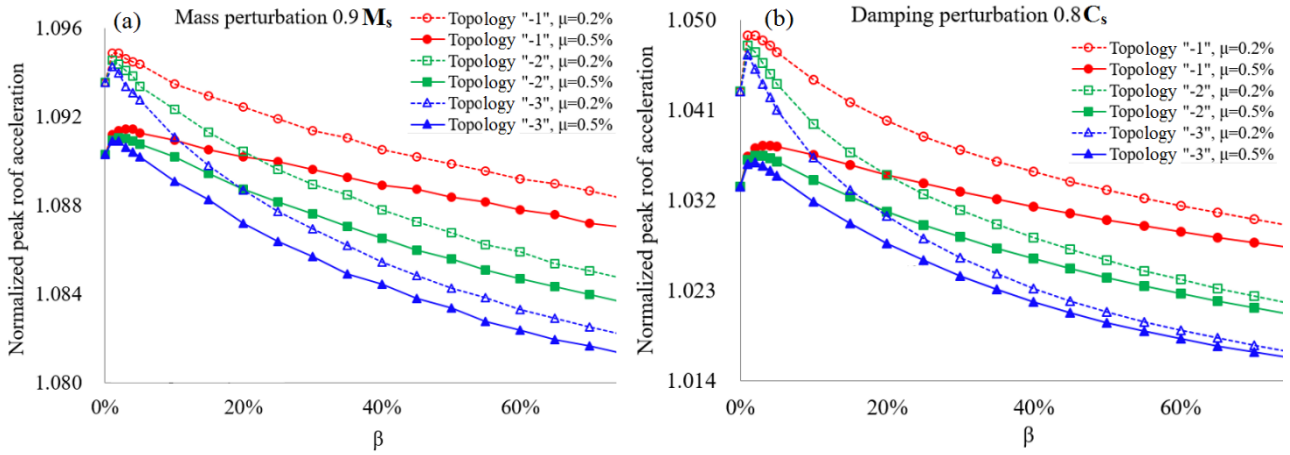 (a) Mass perturbation 0.9 Ms
Topology "-1", μ=0.2%
Topology "-1", μ=0.5%
Topology "-2", μ=0.2%
Topology "-2", μ=0.5%
Topology "-3", μ=0.2%
Topology "-3", μ=0.5%
Normalized peak roof acceleration
1.096
1.092
1.088
1.084
1.080
0% 20% 40% 60%
β
(b) Damping perturbation 0.8 Cs
Topology "-1", μ=0.2%
Topology "-1", μ=0.5%
Topology "-2", μ=0.2%
Topology "-2", μ=0.5%
Topology "-3", μ=0.2%
Topology "-3", μ=0.5%
Normalized peak roof acceleration
1.050
1.041
1.032
1.023
1.014
0% 20% 40% 60%
β